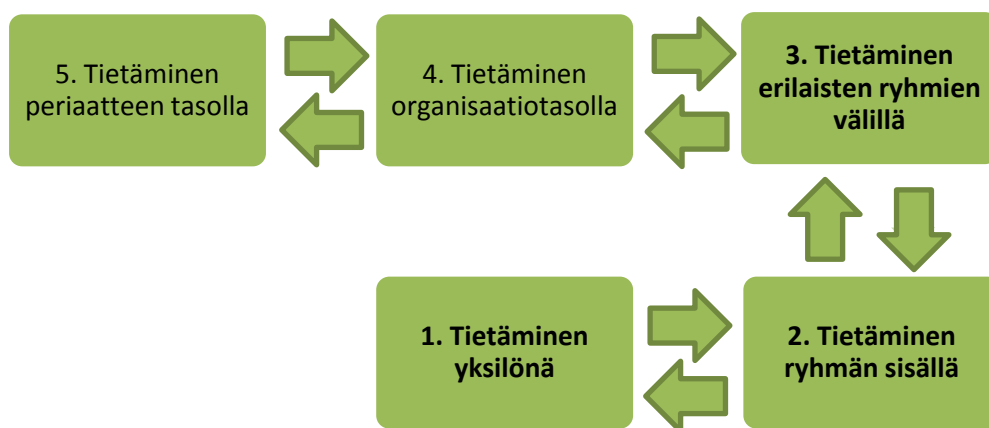 5. Tietäminen
periaatteen tasolla
4. Tietäminen
organisaatiotasolla
3. Tietäminen
erilaisten ryhmien
välillä
1. Tietäminen
yksilönä
2. Tietäminen
ryhmän sisällä